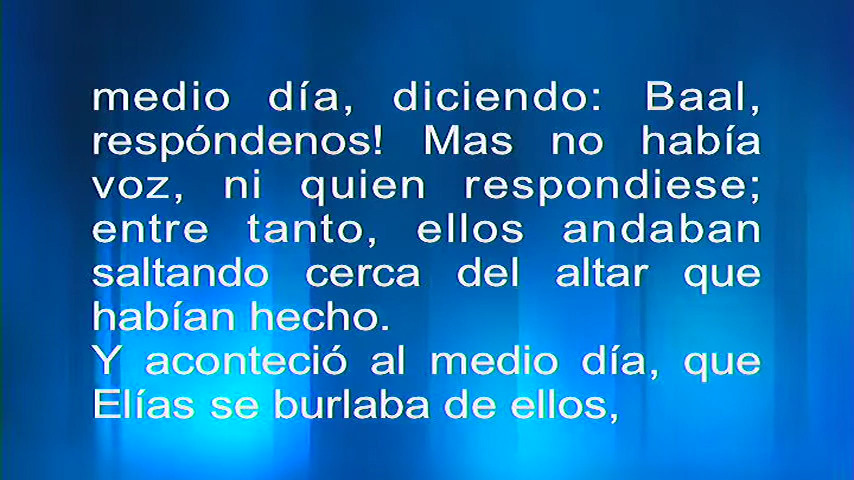 medio día, diciendo: Baal,
respóndenos! Mas no había
voz, ni quien respondiese;
entre tanto, ellos andaban
saltando cerca del altar que
habían hecho.
Y aconteció al medio día, que
Elías se burlaba de ellos,